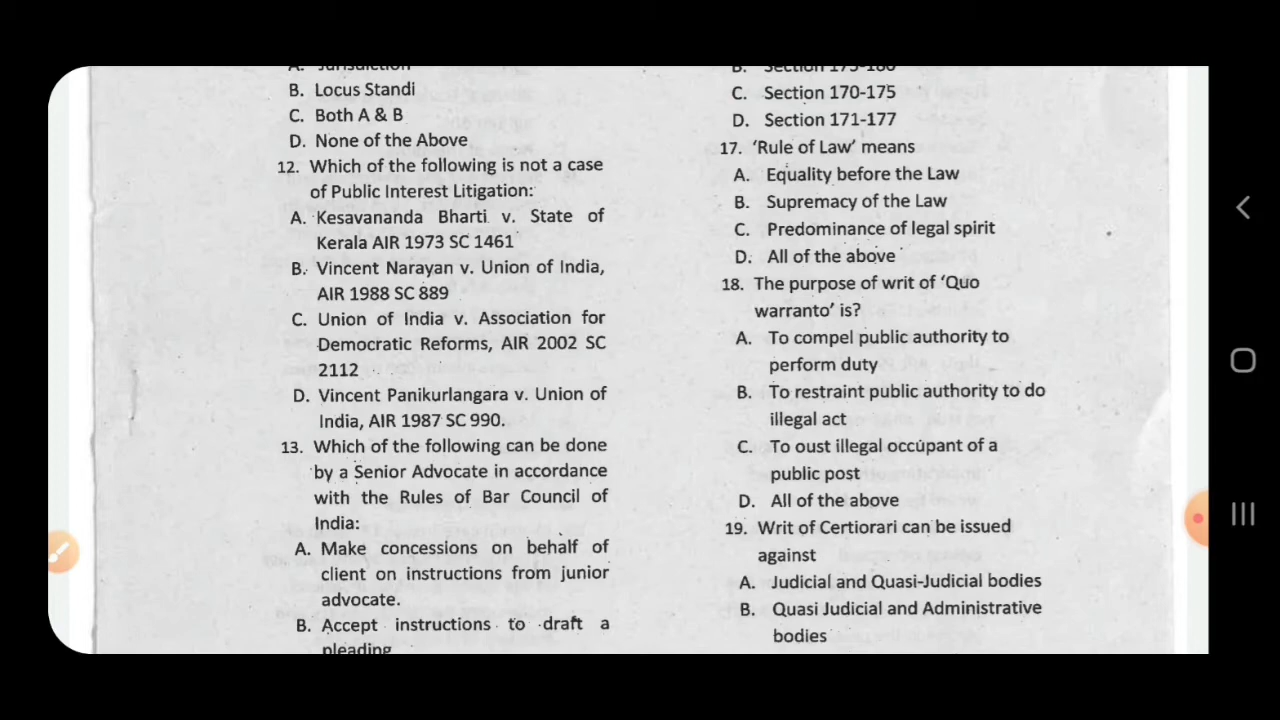 A. Jurisdiction
B. Locus Standi
C. Both A & B
D. None of the Above
12. Which of the following is not a case
of Public Interest Litigation:
A. Kesavananda Bharti v. State of
Kerala AIR 1973 SC 1461
B. Vincent Narayan v. Union of India,
AIR 1988 SC 889
C. Union of India v. Association for
Democratic Reforms, AIR 2002 SC
2112
D. Vincent Panikurlangara v. Union of
India, AIR 1987 SC 990.
13. Which of the following can be done
by a Senior Advocate in accordance
with the Rules of Bar Council of
India:
A. Make concessions on behalf of
client on instructions from junior
advocate.
B. Accept instructions to draft a
pleading
B. Section 175-180
C. Section 170-175
D. Section 171-177
17. ‘Rule of Law’ means
A. Equality before the Law
B. Supremacy of the Law
C. Predominance of legal spirit
D. All of the above
18. The purpose of writ of ‘Quo
warranto’ is?
A. To compel public authority to
perform duty
B. To restraint public authority to do
illegal act
C. To oust illegal occupant of a
public post
D. All of the above
19. Writ of Certiorari can be issued
against
A. Judicial and Quasi-Judicial bodies
B. Quasi Judicial and Administrative
bodies